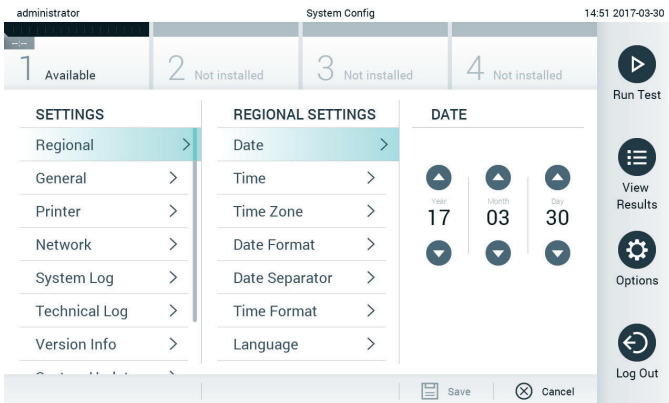 administrator System Config 14:51 2017-03-30
--:--
1 Available 2 Not installed 3 Not installed 4 Not installed
Run Test
SETTINGS REGIONAL SETTINGS DATE
Regional Date
General Time
Printer Time Zone
Network Date Format
System Log Date Separator
Technical Log Time Format
Version Info Language
Year Month Day
17 03 30
View
Results
Options
Log Out
Save Cancel